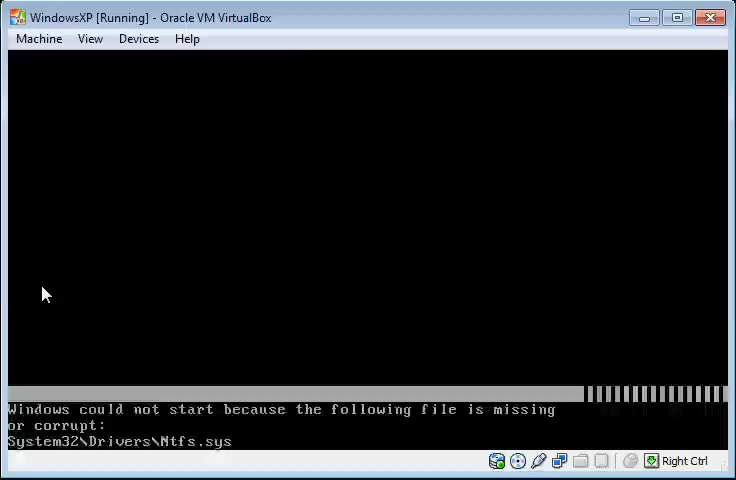 WindowsXP [Running] - Oracle VM VirtualBox
Machine View Devices Help
Windows could not start because the following file is missing
or corrupt:
System32\Drivers\Ntfs.sys
Right Ctrl